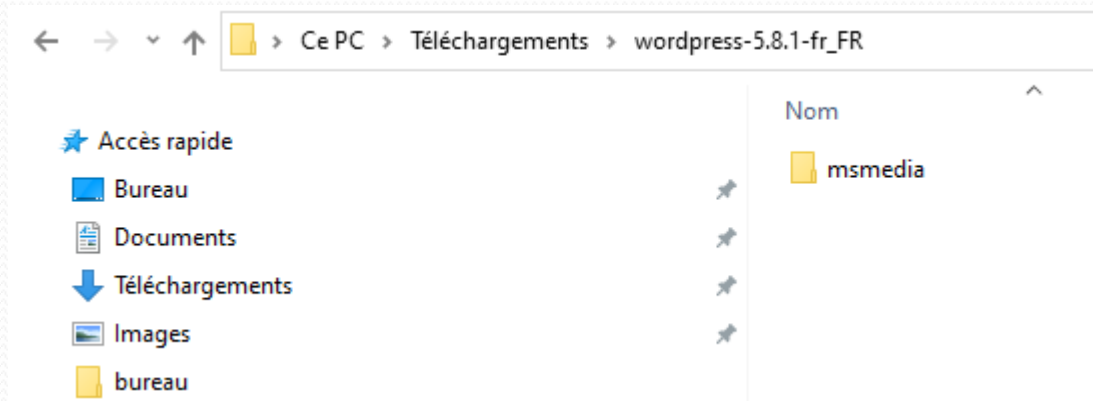 Ce PC > Téléchargements > wordpress-5.8.1-fr_FR
Nom
Accès rapide
msmedia
Bureau
Documents
Téléchargements
Images
bureau